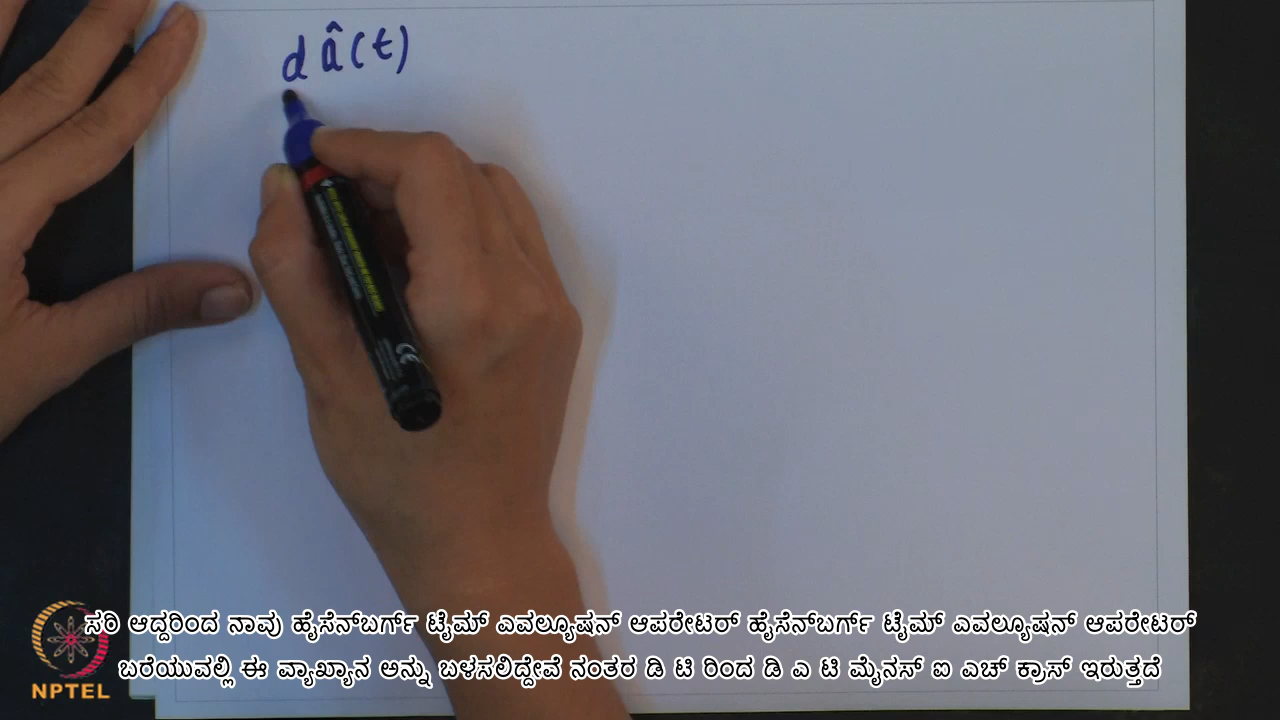 d â(t)
ಸರಿ ಆದ್ದರಿಂದ ನಾವು ಹೈಸೆನ್‌ಬರ್ಗ್ ಟೈಮ್ ಎವಲ್ಯೂಷನ್ ಆಪರೇಟರ್ ಹೈಸೆನ್‌ಬರ್ಗ್ ಟೈಮ್ ಎವಲ್ಯೂಷನ್ ಆಪರೇಟರ್
ಬರೆಯುವಲ್ಲಿ ಈ ವ್ಯಾಖ್ಯಾನ ಅನ್ನು ಬಳಸಲಿದ್ದೇವೆ ನಂತರ ಡಿ ಟಿ ರಿಂದ ಡಿ ಎ ಟಿ ಮೈನಸ್ ಐ ಎಚ್ ಕ್ರಾಸ್ ಇರುತ್ತದೆ
NPTEL